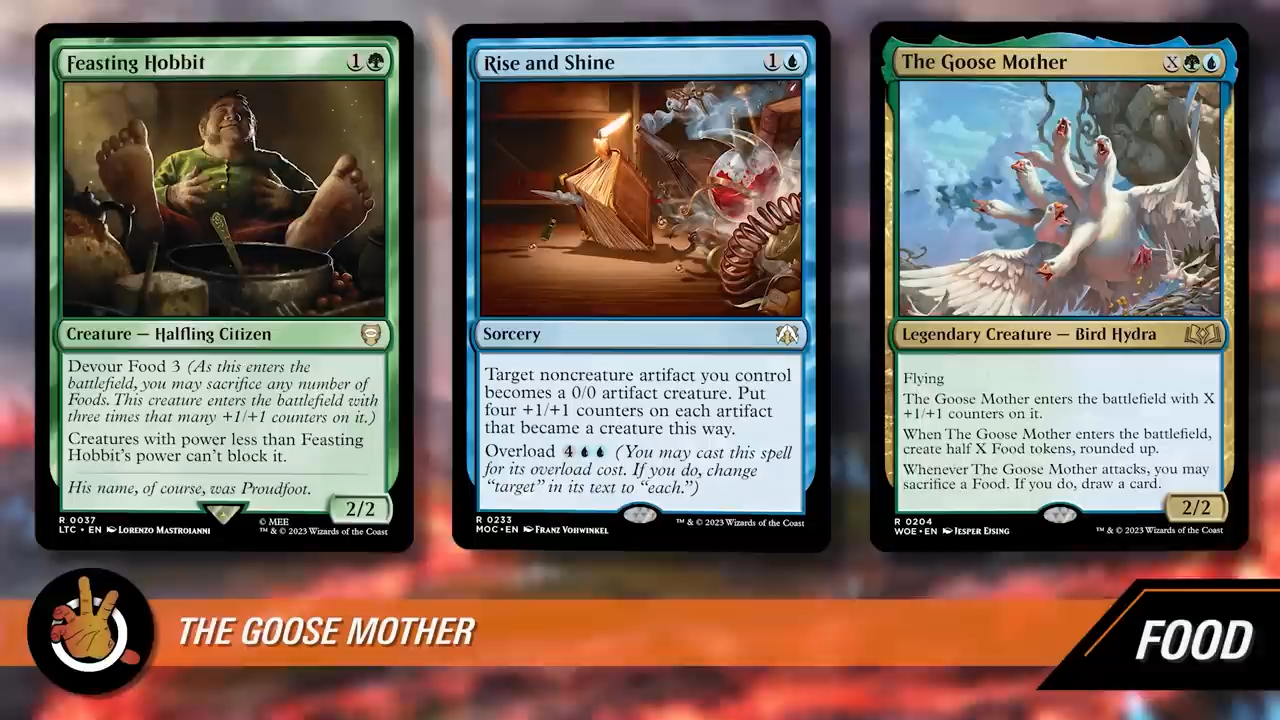 Feasting Hobbit 1
Creature — Halfling Citizen
Devour Food 3 (As this enters the
battlefield, you may sacrifice any number of
Foods. This creature enters the battlefield with
three times that many +1/+1 counters on it.)
Creatures with power less than Feasting
Hobbit's power can't block it.
His name, of course, was Proudfoot.
2/2
R 0037
LTC • EN Lorenzo Mastroianni
© MEE
™ & © 2023 Wizards of the Coast
Rise and Shine 1
Sorcery
Target noncreature artifact you control
becomes a 0/0 artifact creature. Put
four +1/+1 counters on each artifact
that became a creature this way.
Overload 4 (You may cast this spell
for its overload cost. If you do, change
"target" in its text to "each.")
R 0233
MOC • EN Franz Vohwinkel
™ & © 2023 Wizards of the Coast
The Goose Mother X
Legendary Creature — Bird Hydra
Flying
The Goose Mother enters the battlefield with X
+1/+1 counters on it.
When The Goose Mother enters the battlefield,
create half X Food tokens, rounded up.
Whenever The Goose Mother attacks, you may
sacrifice a Food. If you do, draw a card.
2/2
R 0204
WOE • EN Jesper Ejsing
™ & © 2023 Wizards of the Coast
THE GOOSE MOTHER
FOOD